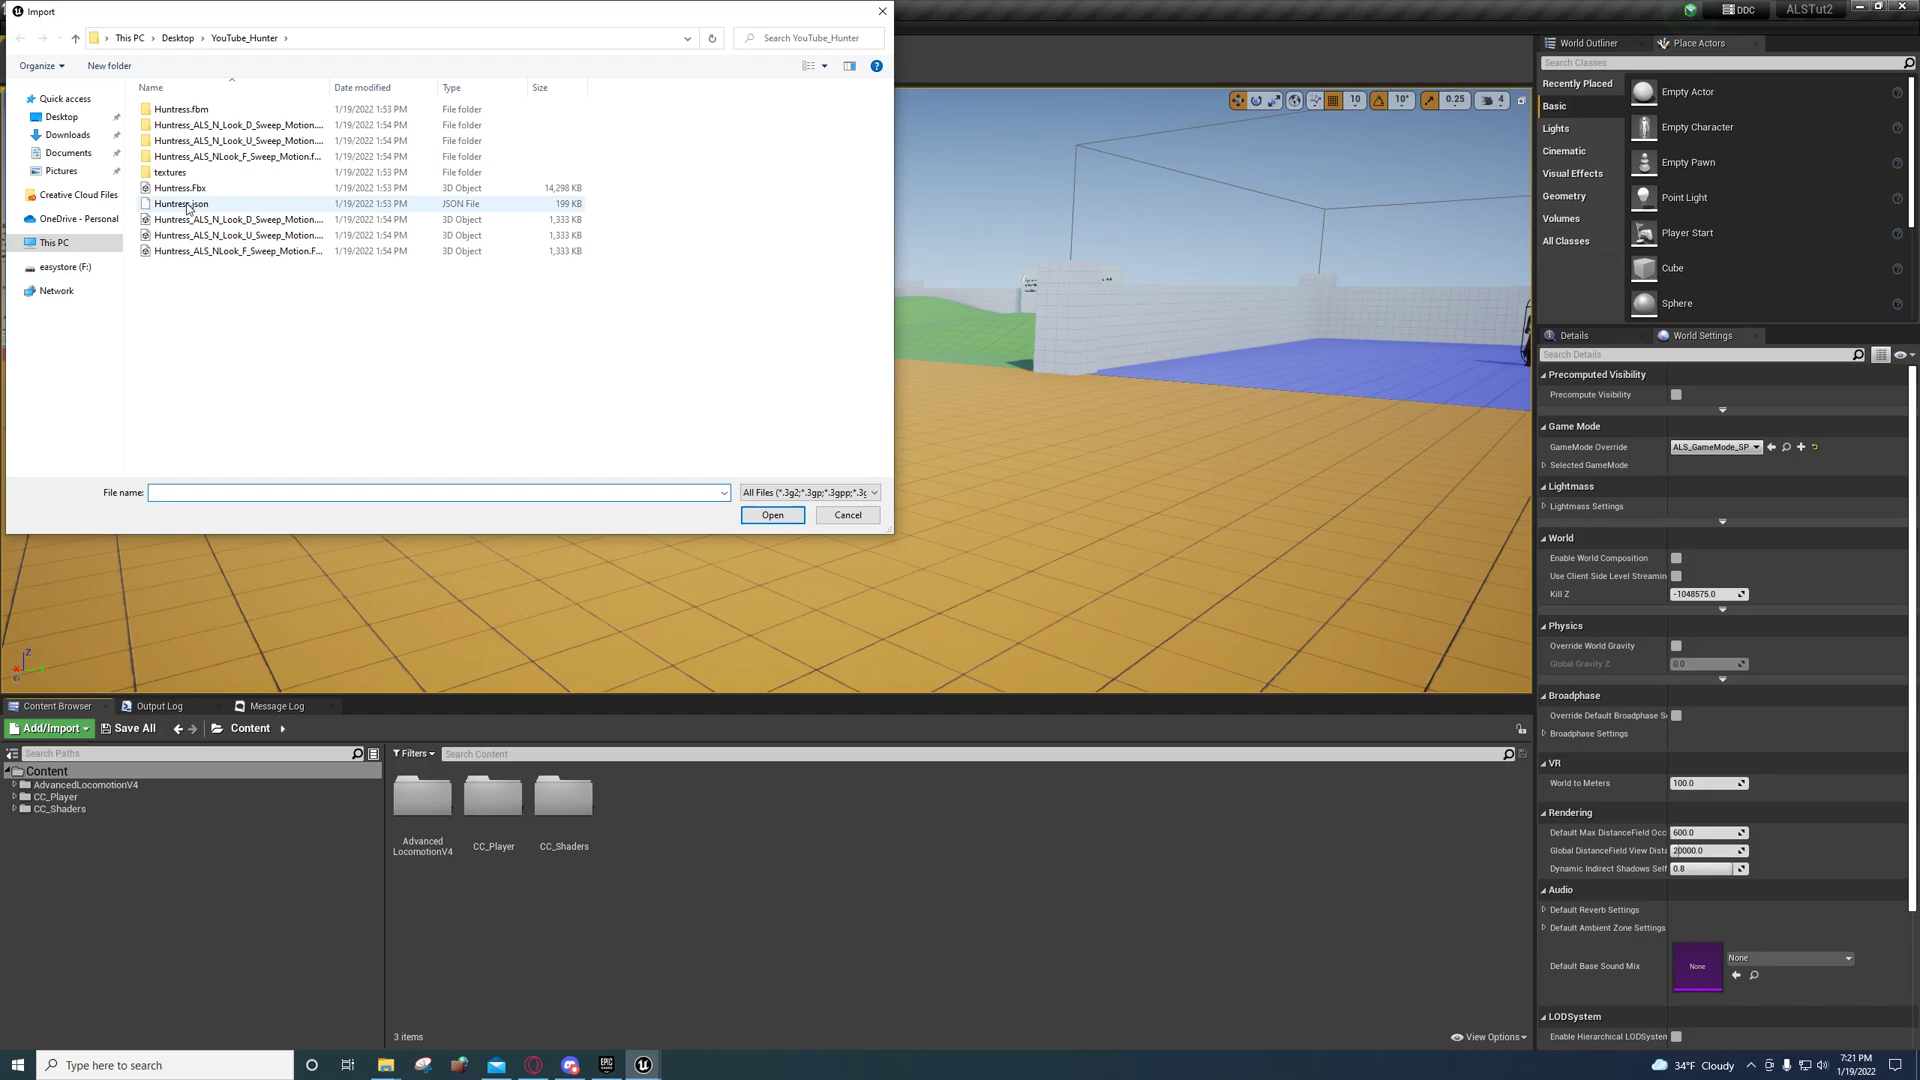 Import
This PC
Desktop
YouTube_Hunter
Search YouTube_Hunter
Organize
New folder
Name
Date modified
Type
Size
Quick access
Desktop
Downloads
Documents
Pictures
Creative Cloud Files
OneDrive - Personal
This PC
easystore (F:)
Network
Huntress.fbm 1/19/2022 1:53 PM File folder
Huntress_ALS_N_Look_D_Sweep_Motion.... 1/19/2022 1:54 PM File folder
Huntress_ALS_N_Look_U_Sweep_Motion.... 1/19/2022 1:54 PM File folder
Huntress_ALS_NLook_F_Sweep_Motion.f... 1/19/2022 1:54 PM File folder
textures 1/19/2022 1:53 PM File folder
Huntress.Fbx 1/19/2022 1:53 PM 3D Object 14,298 KB
Huntress.json 1/19/2022 1:53 PM JSON File 199 KB
Huntress_ALS_N_Look_D_Sweep_Motion.... 1/19/2022 1:54 PM 3D Object 1,333 KB
Huntress_ALS_N_Look_U_Sweep_Motion.... 1/19/2022 1:54 PM 3D Object 1,333 KB
Huntress_ALS_NLook_F_Sweep_Motion.F... 1/19/2022 1:54 PM 3D Object 1,333 KB
File name:
All Files (*.3g2;*.3gp;*.3gpp;*.3g
Open
Cancel
DDC
ALSTut2
10
10°
0.25
4
World Outliner
Place Actors
Search Classes
Recently Placed
Basic
Lights
Cinematic
Visual Effects
Geometry
Volumes
All Classes
Empty Actor
Empty Character
Empty Pawn
Point Light
Player Start
Cube
Sphere
Details
World Settings
Search Details
Precomputed Visibility
Precompute Visibility
Game Mode
GameMode Override ALS_GameMode_SP
Selected GameMode
Lightmass
Lightmass Settings
World
Enable World Composition
Use Client Side Level Streamin
Kill Z -1048575.0
Physics
Override World Gravity
Global Gravity Z 0.0
Broadphase
Override Default Broadphase S
Broadphase Settings
VR
World to Meters 100.0
Rendering
Default Max DistanceField Occ 600.0
Global DistanceField View Dista 20000.0
Dynamic Indirect Shadows Self 0.8
Audio
Default Reverb Settings
Default Ambient Zone Settings
Default Base Sound Mix None None
LODSystem
Enable Hierarchical LODSystem
Z
Content Browser
Output Log
Message Log
Add/Import
Save All
Content
Search Paths
Filters
Search Content
Content
AdvancedLocomotionV4
CC_Player
CC_Shaders
Advanced
LocomotionV4
CC_Player
CC_Shaders
3 items
View Options
Type here to search
EPIC
GAMES
34°F Cloudy
7:21 PM
1/19/2022